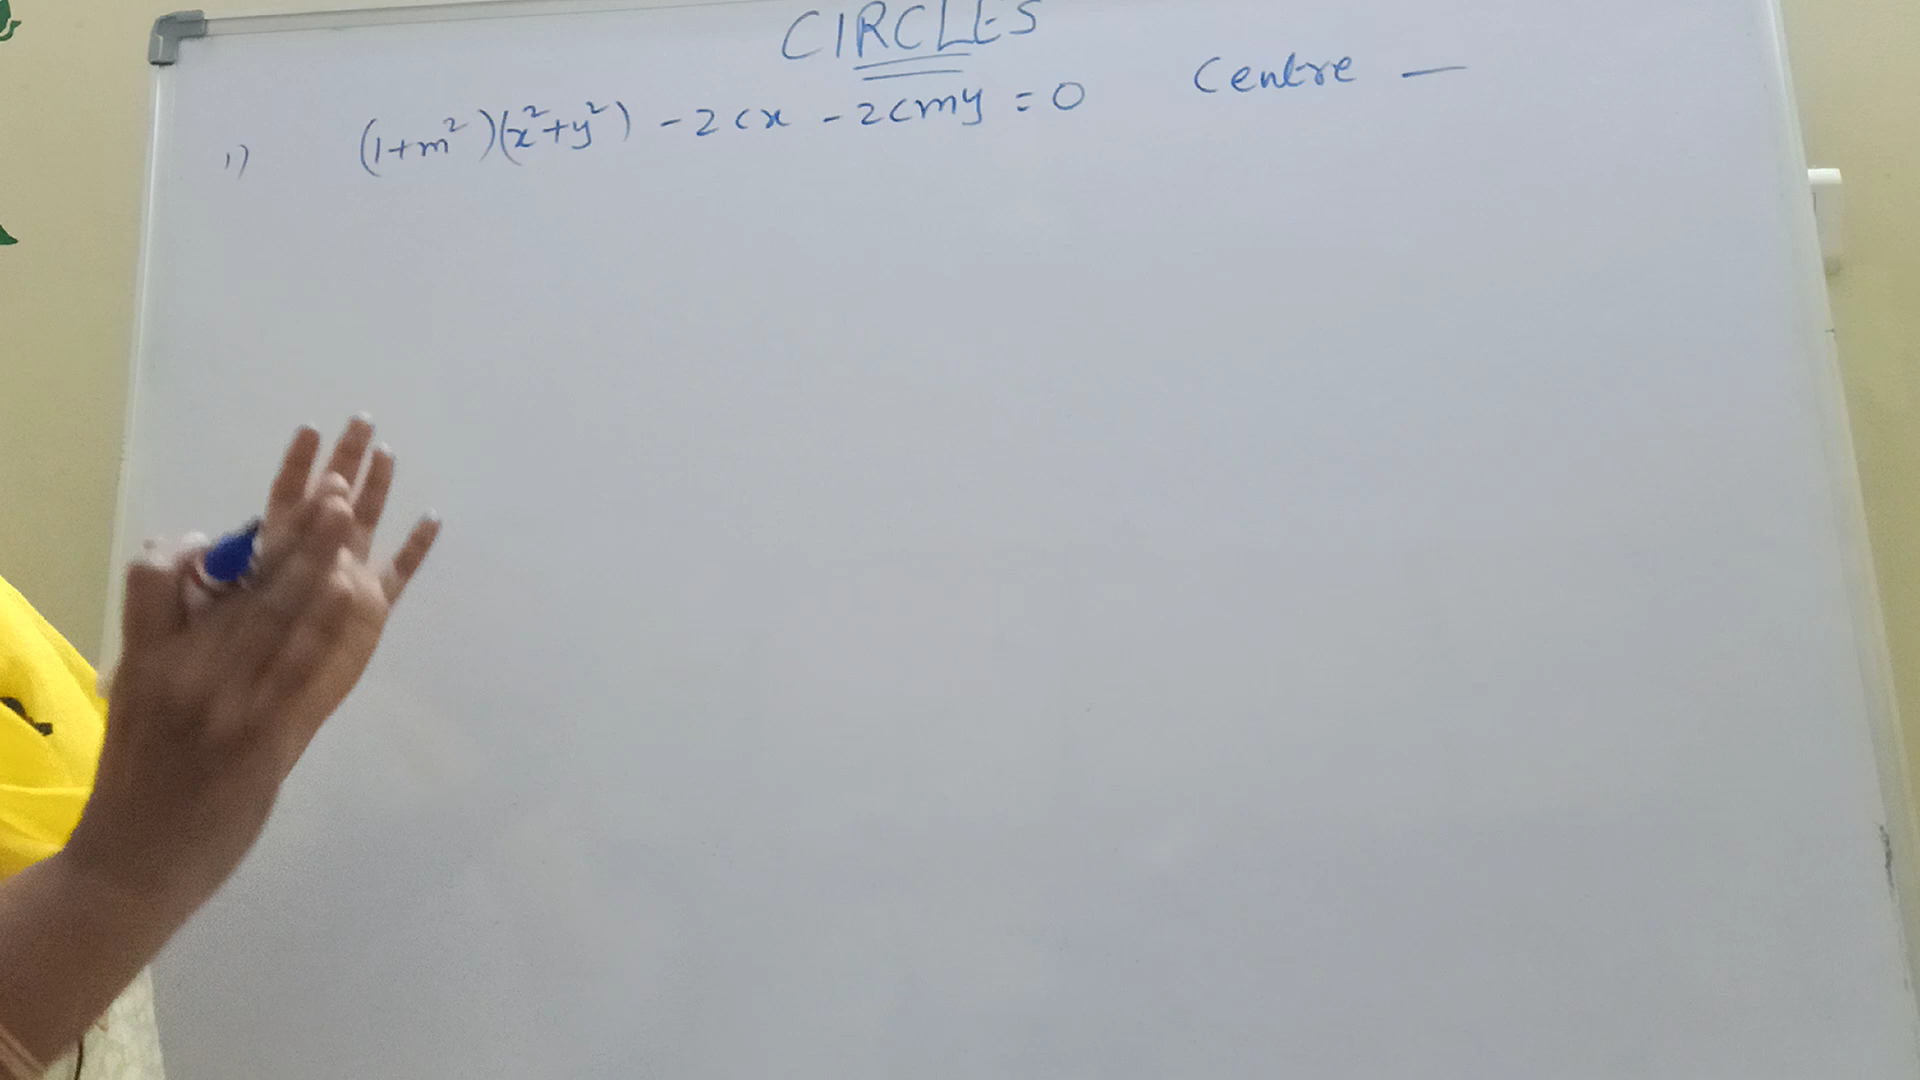 CIRCLES
1) (1+m²)(x²+y²) - 2cx - 2cmy = 0 Centre —